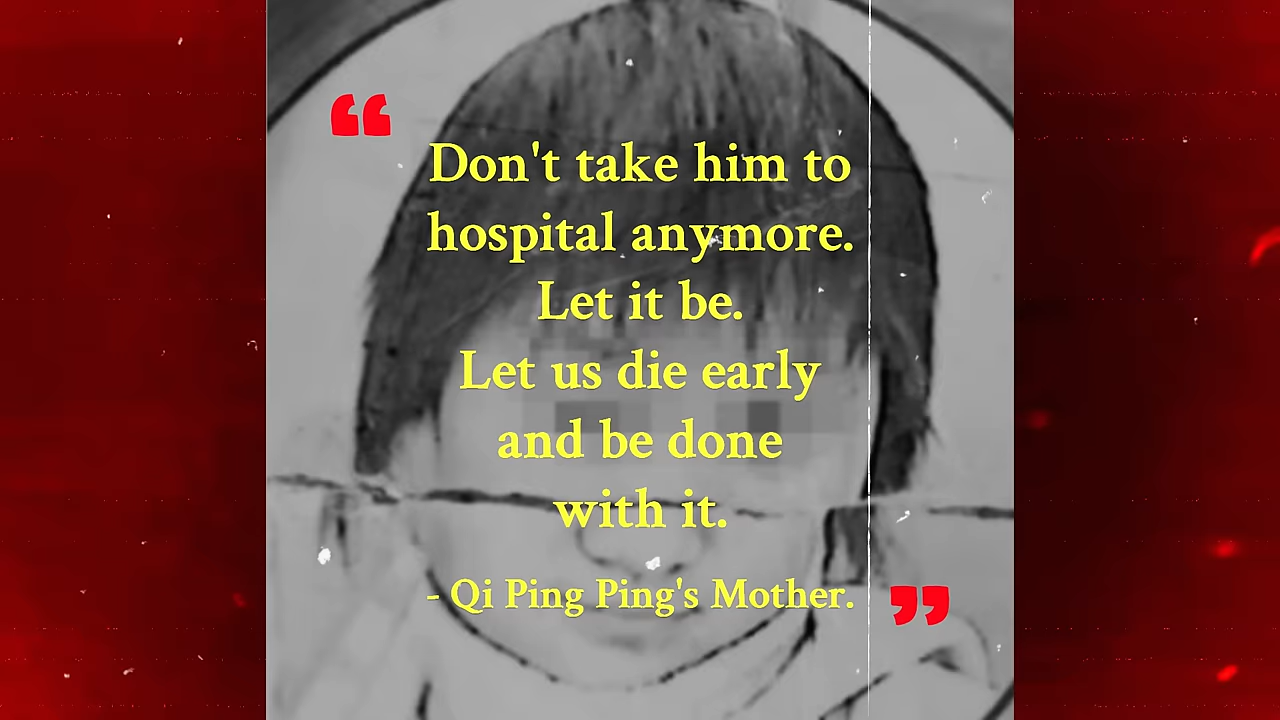 “
Don't take him to
hospital anymore.
Let it be.
Let us die early
and be done
with it.
- Qi Ping Ping's Mother.
”